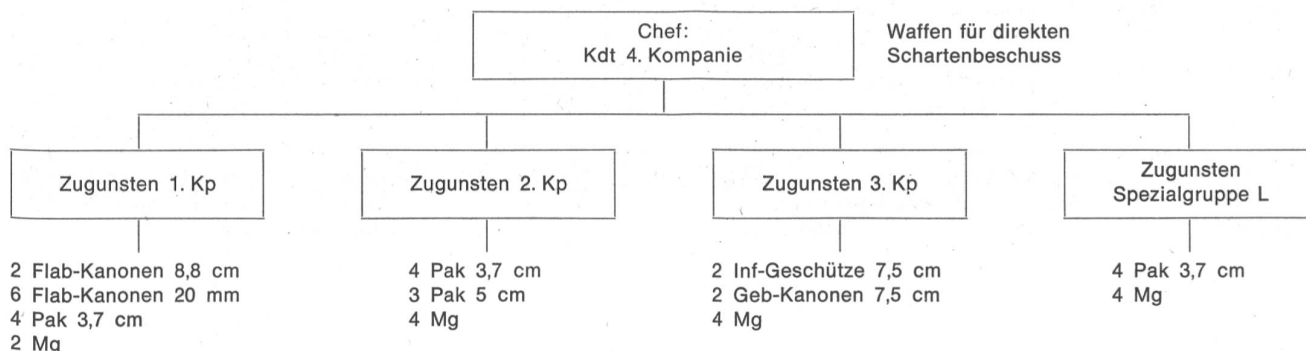 Chef:
Kdt 4. Kompanie
Waffen für direkten
Schartenbeschuss
Zugunsten 1. Kp
Zugunsten 2. Kp
Zugunsten 3. Kp
Zugunsten
Spezialgruppe L
2 Flab-Kanonen 8,8 cm
6 Flab-Kanonen 20 mm
4 Pak 3,7 cm
2 Mg
4 Pak 3,7 cm
3 Pak 5 cm
4 Mg
2 Inf-Geschütze 7,5 cm
2 Geb-Kanonen 7,5 cm
4 Mg
4 Pak 3,7 cm
4 Mg